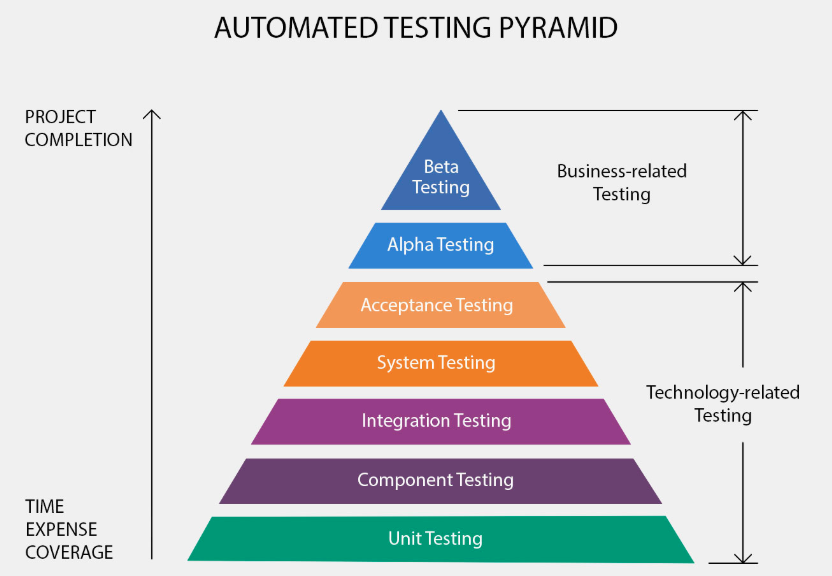 AUTOMATED TESTING PYRAMID
PROJECT
COMPLETION
Beta
Testing
Business-related
Testing
Alpha Testing
Acceptance Testing
System Testing
Technology-related
Testing
Integration Testing
Component Testing
TIME
EXPENSE
COVERAGE
Unit Testing